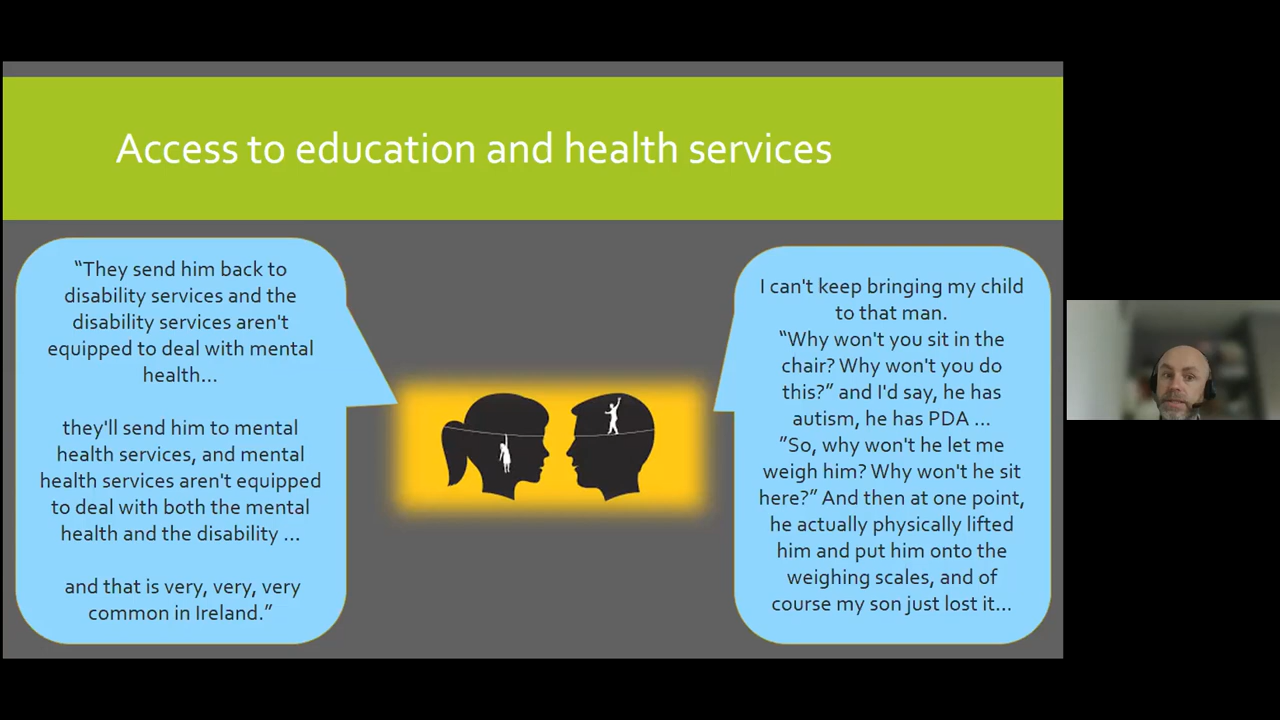 Access to education and health services
“They send him back to
disability services and the
disability services aren't
equipped to deal with mental
health...
they'll send him to mental
health services, and mental
health services aren't equipped
to deal with both the mental
health and the disability ...
and that is very, very, very
common in Ireland.”
I can't keep bringing my child
to that man.
“Why won't you sit in the
chair? Why won't you do
this?” and I'd say, he has
autism, he has PDA ...
”So, why won't he let me
weigh him? Why won't he sit
here?” And then at one point,
he actually physically lifted
him and put him onto the
weighing scales, and of
course my son just lost it...